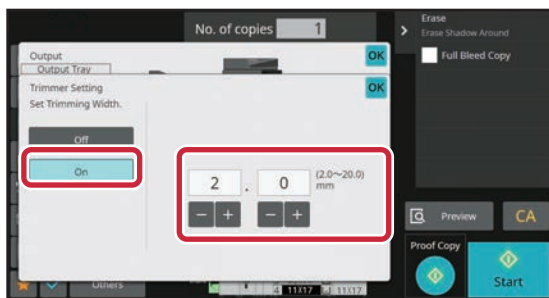 No. of copies 1
Erase
Erase Shadow Around
Full Bleed Copy
Output
OK
Output Tray
Trimmer Setting
OK
Set Trimming Width.
Off
On
2 . 0 (2.0~20.0)
mm
- + - +
Preview
CA
Proof Copy
Start
Others
4 11X17 11X17